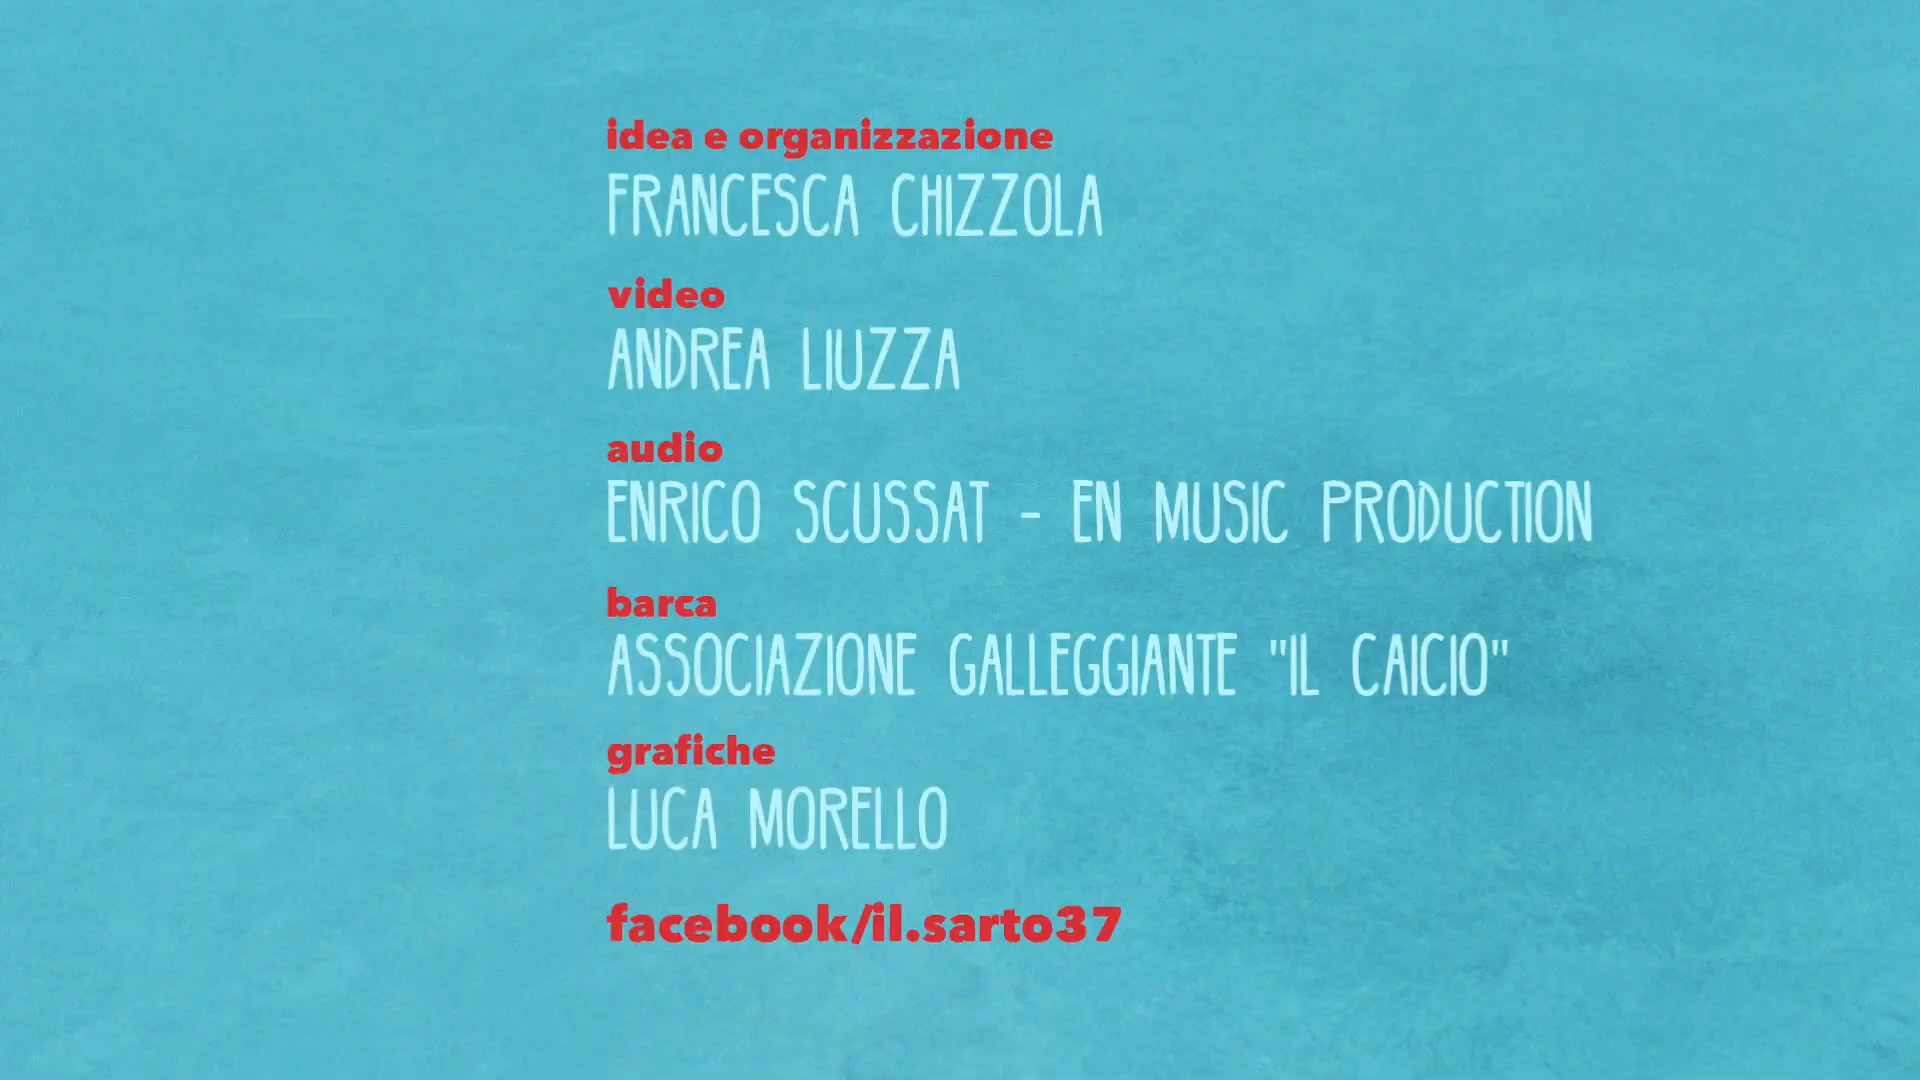 idea e organizzazione
FRANCESCA CHIZZOLA
video
ANDREA LIUZZA
audio
ENRICO SCUSSAT - EN MUSIC PRODUCTION
barca
ASSOCIAZIONE GALLEGGIANTE "IL CAICIO"
grafiche
LUCA MORELLO
facebook/il.sarto37